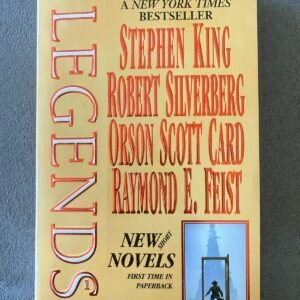 LEGENDS
1
A NEW YORK TIMES
BESTSELLER
STEPHEN KING
ROBERT SILVERBERG
ORSON SCOTT CARD
RAYMOND E. FEIST
NEW SHORT
NOVELS
FIRST TIME IN
PAPERBACK